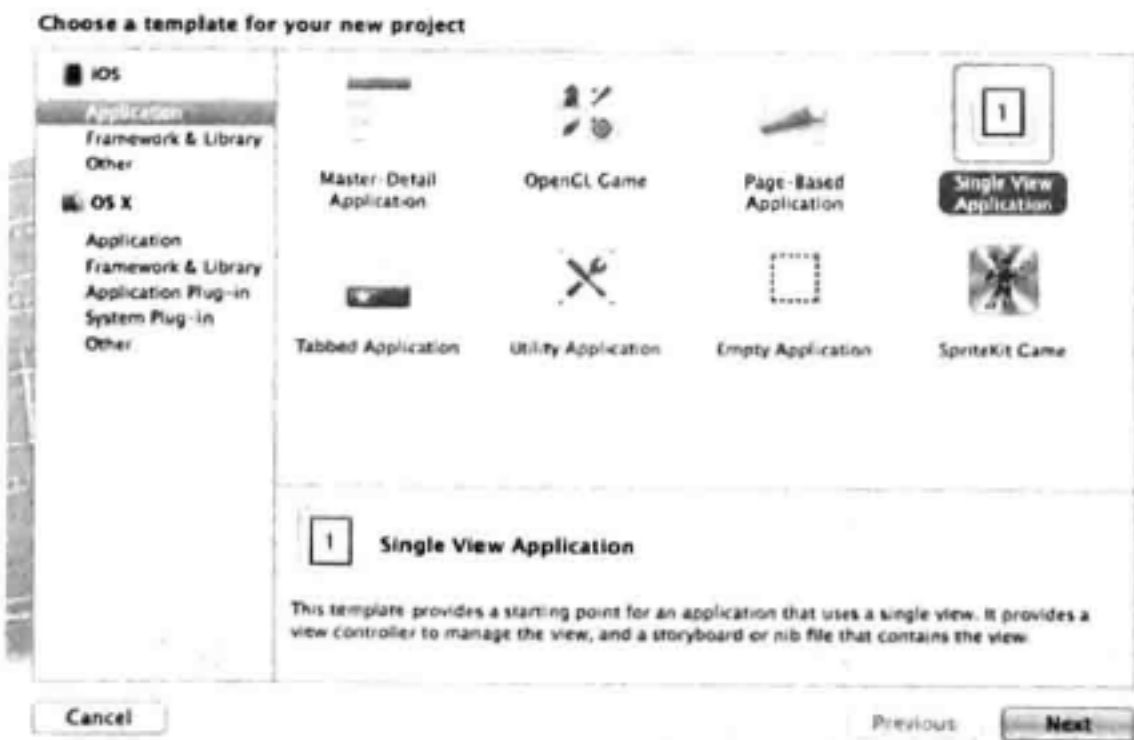 Choose a template for your new project
iOS
Application
Framework & Library
Other
OS X
Application
Framework & Library
Application Plug-in
System Plug-in
Other
Master-Detail
Application
OpenGL Game
Page-Based
Application
1
Single View
Application
Tabbed Application
Utility Application
Empty Application
SpriteKit Game
1
Single View Application
This template provides a starting point for an application that uses a single view. It provides a
view controller to manage the view, and a storyboard or nib file that contains the view.
Cancel
Previous
Next